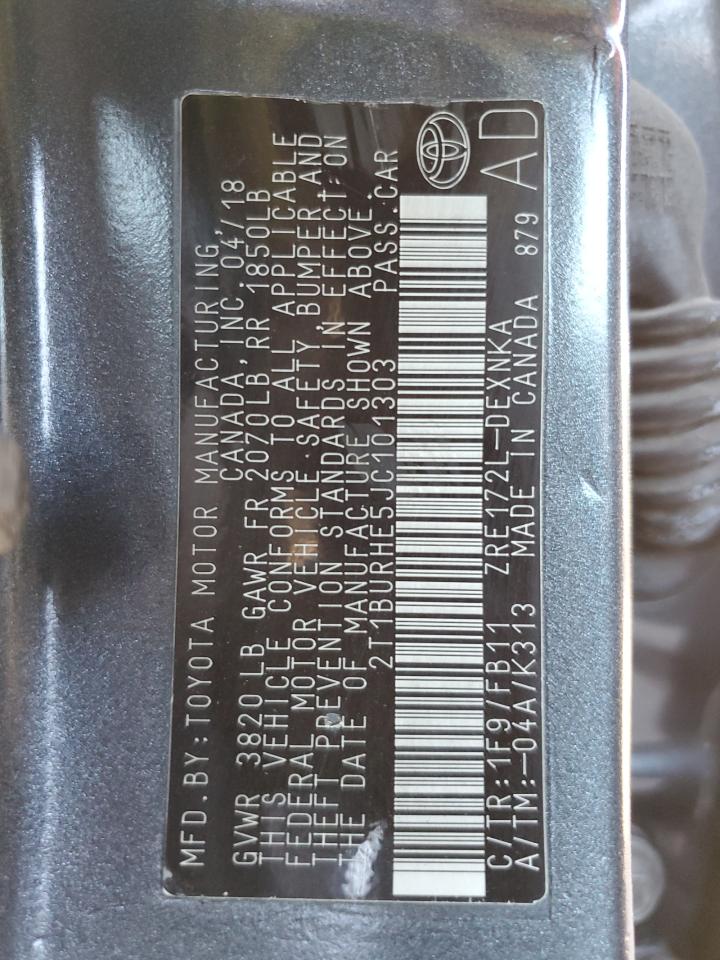 MFD.BY:TOYOTA MOTOR MANUFACTURING,
CANADA, INC. 04/18
GVWR 3820 LB GAWR FR 2070LB RR 1850LB
THIS VEHICLE CONFORMS TO ALL APPLICABLE
FEDERAL MOTOR VEHICLE SAFETY, BUMPER AND
THEFT PREVENTION STANDARDS IN EFFECT ON
THE DATE OF MANUFACTURE SHOWN ABOVE.
2T1BURHE5JC101303 PASS.CAR
C/TR:1F9/FB11 ZRE172L-DEXNKA
A/TM:-04A/K313 MADE IN CANADA 879 AD